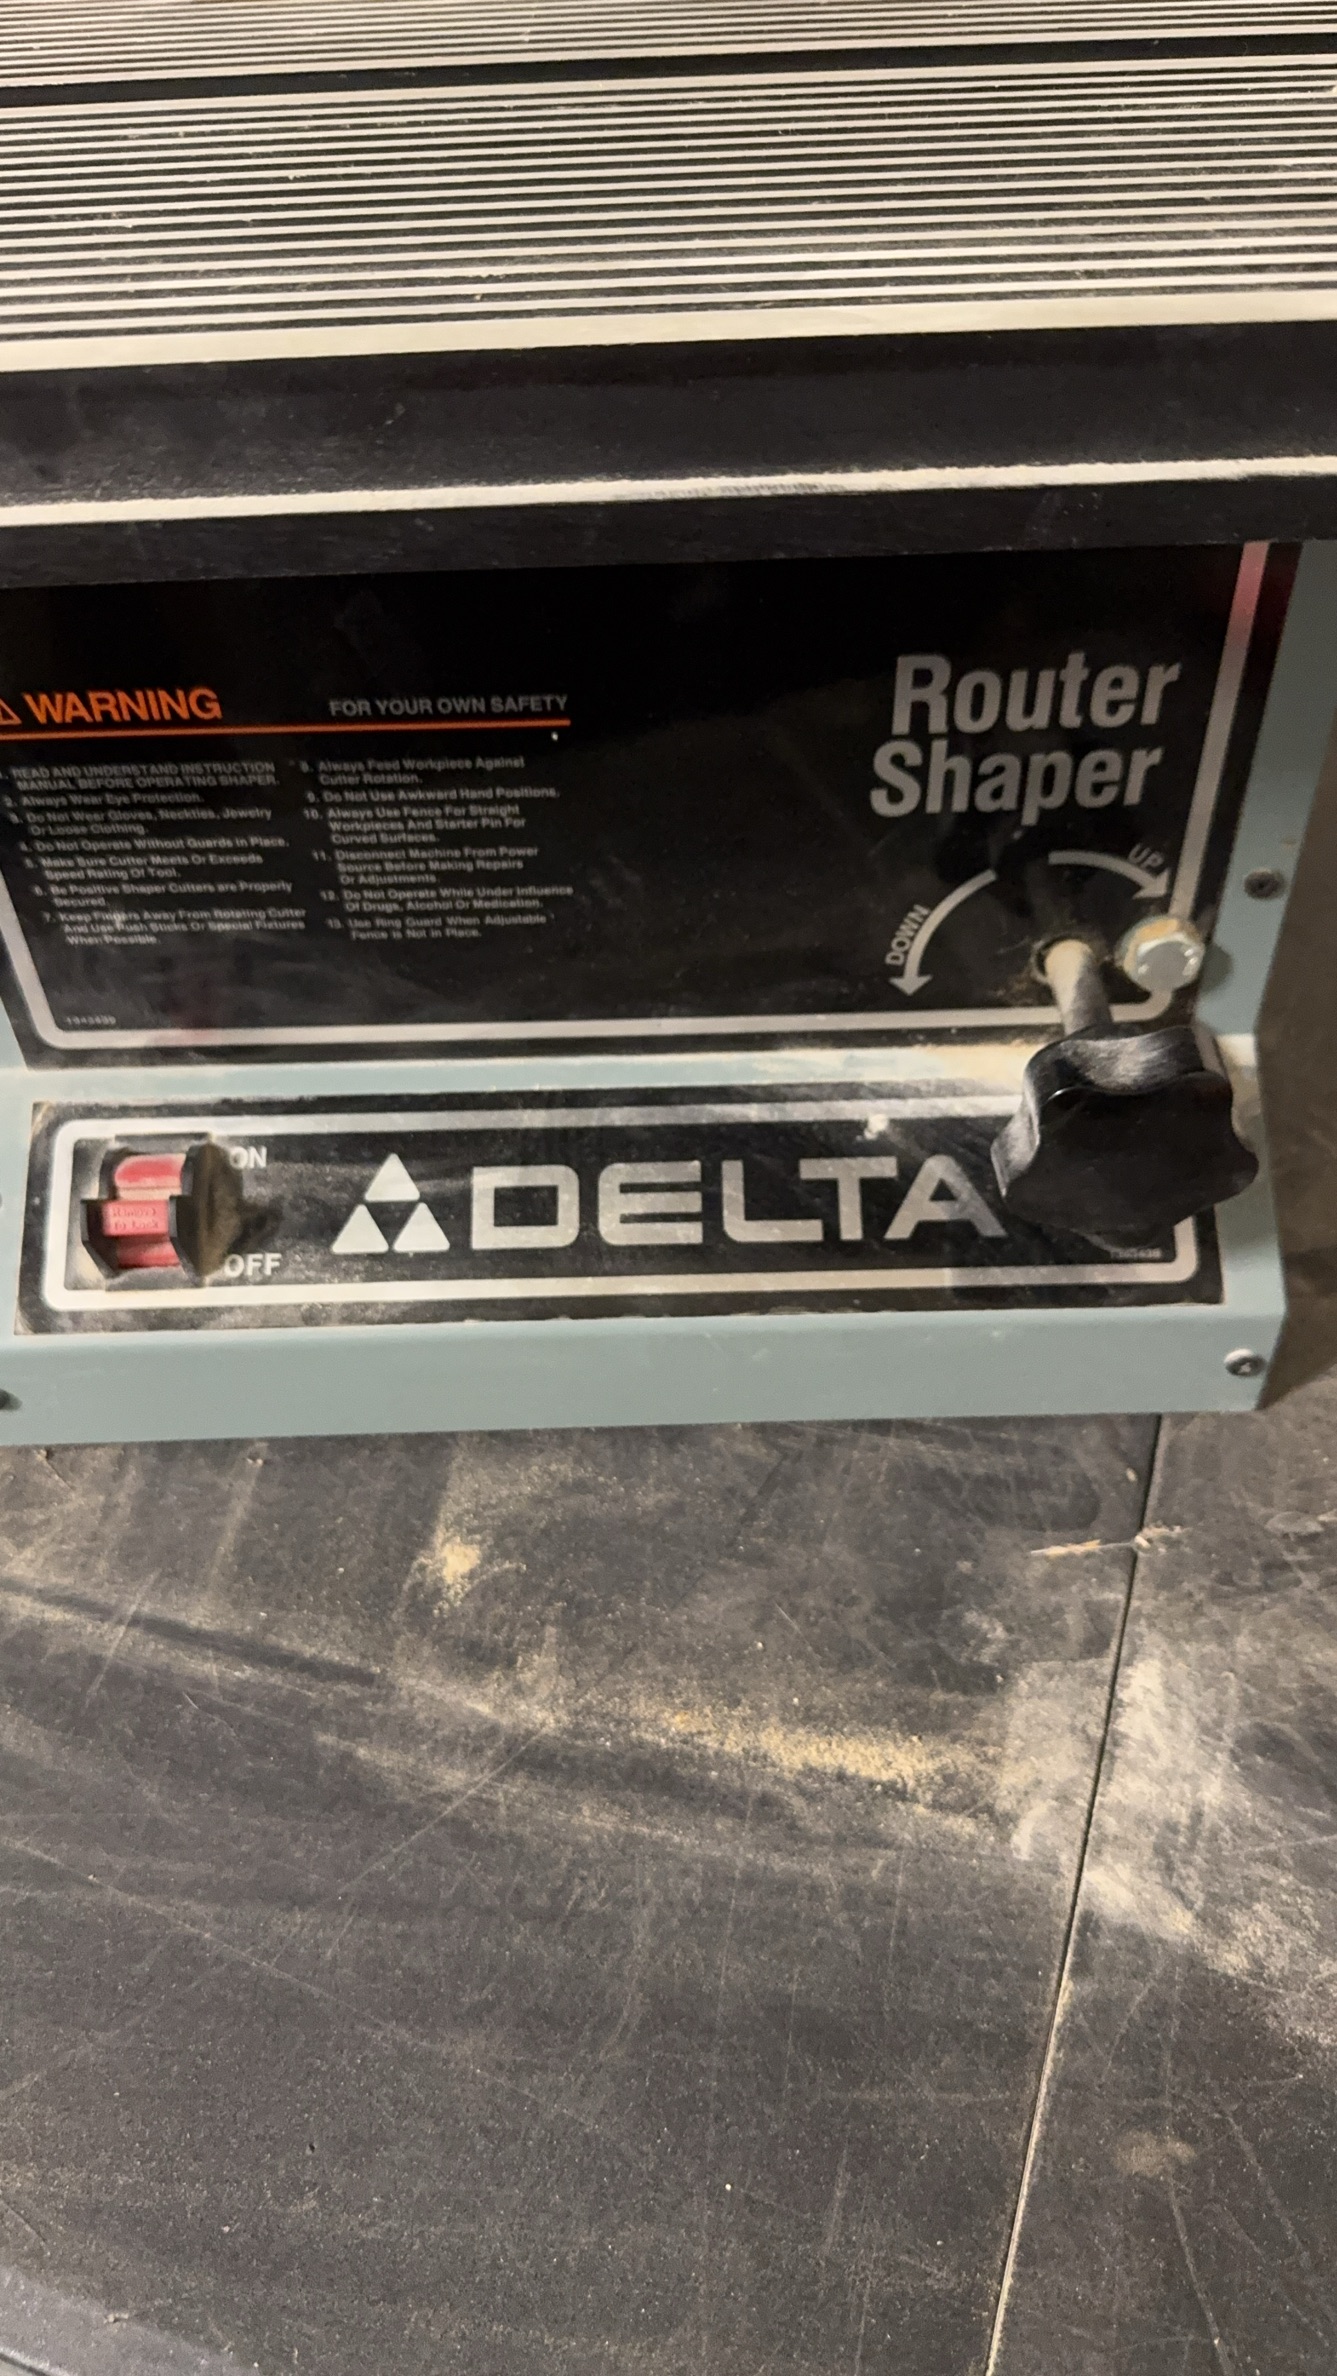 WARNING FOR YOUR OWN SAFETY
1. READ AND UNDERSTAND INSTRUCTION
MANUAL BEFORE OPERATING SHAPER.
2. Always Wear Eye Protection.
3. Do Not Wear Gloves, Neckties, Jewelry
Or Loose Clothing.
4. Do Not Operate Without Guards in Place.
5. Make Sure Cutter Meets Or Exceeds
Speed Rating Of Tool.
6. Be Positive Shaper Cutters are Properly
Secured.
7. Keep Fingers Away From Rotating Cutter
And Use Push Sticks Or Special Fixtures
When Possible.
8. Always Feed Workpiece Against
Cutter Rotation.
9. Do Not Use Awkward Hand Positions.
10. Always Use Fence For Straight
Workpieces And Starter Pin For
Curved Surfaces.
11. Disconnect Machine From Power
Source Before Making Repairs
Or Adjustments.
12. Do Not Operate While Under Influence
Of Drugs, Alcohol Or Medication.
13. Use Ring Guard When Adjustable
Fence is Not in Place.
Router
Shaper
UP
DOWN
ON
OFF
DELTA